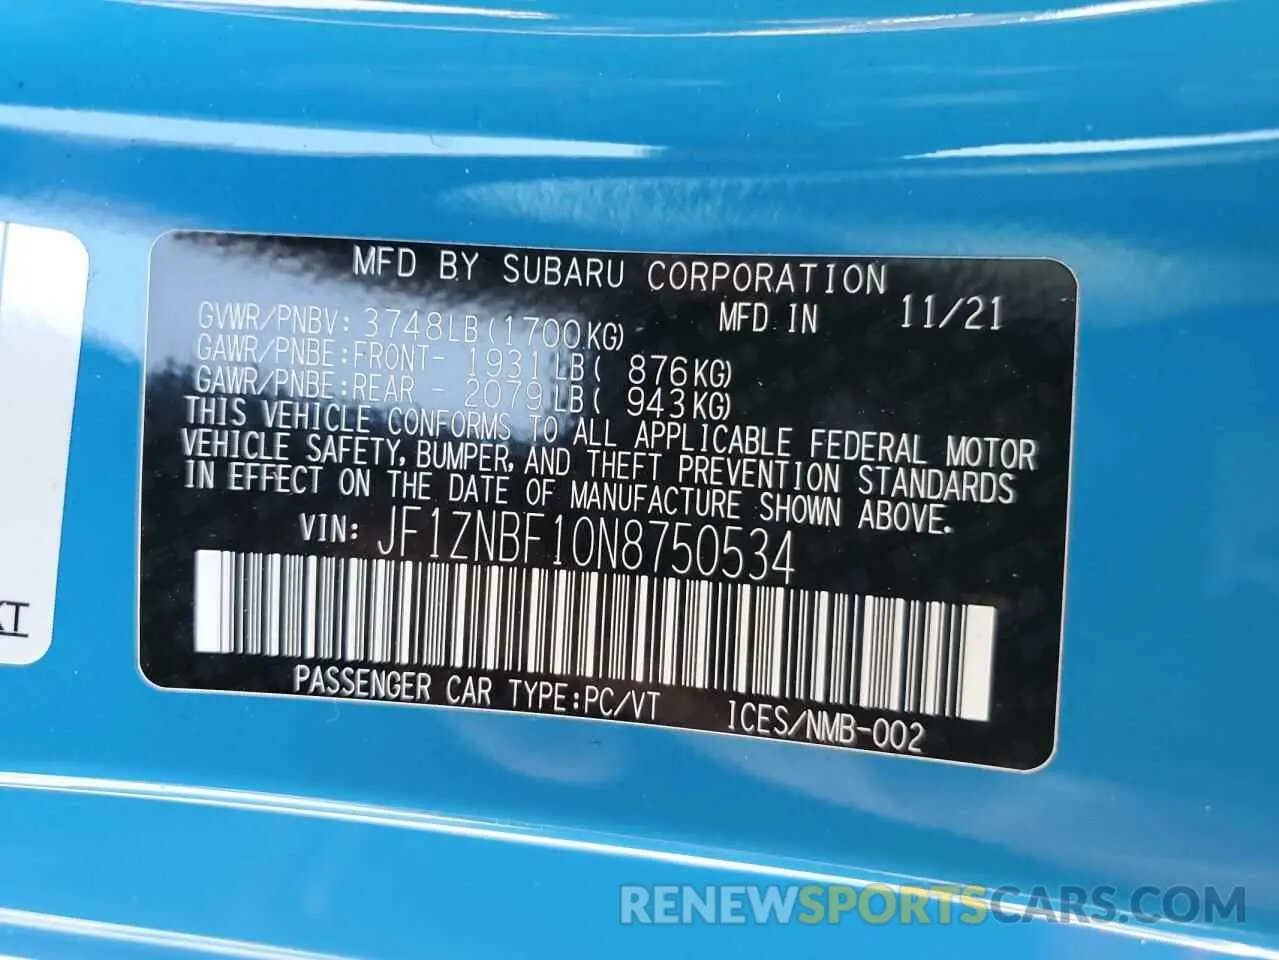 MFD BY SUBARU CORPORATION
MFD IN 11/21
GVWR/PNBV: 3748LB(1700KG)
GAWR/PNBE:FRONT- 1931LB( 876KG)
GAWR/PNBE:REAR - 2079LB( 943KG)
THIS VEHICLE CONFORMS TO ALL APPLICABLE FEDERAL MOTOR
VEHICLE SAFETY, BUMPER, AND THEFT PREVENTION STANDARDS
IN EFFECT ON THE DATE OF MANUFACTURE SHOWN ABOVE.
VIN: JF1ZNBF10N8750534
PASSENGER CAR TYPE:PC/VT ICES/NMB-002
RENEWSPORTSCARS.COM